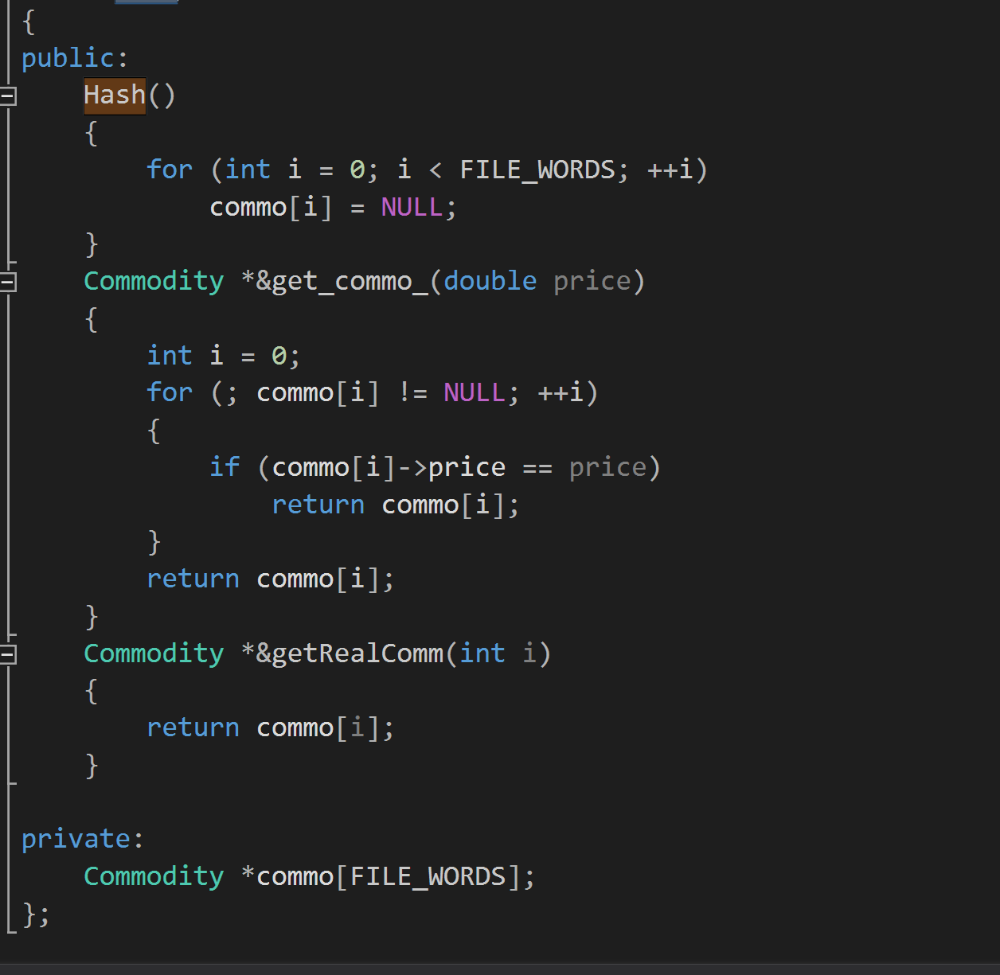 {
public:
    Hash()
    {
        for (int i = 0; i < FILE_WORDS; ++i)
            commo[i] = NULL;
    }
    Commodity *&get_commo_(double price)
    {
        int i = 0;
        for (; commo[i] != NULL; ++i)
        {
            if (commo[i]->price == price)
                return commo[i];
        }
        return commo[i];
    }
    Commodity *&getRealComm(int i)
    {
        return commo[i];
    }

private:
    Commodity *commo[FILE_WORDS];
};